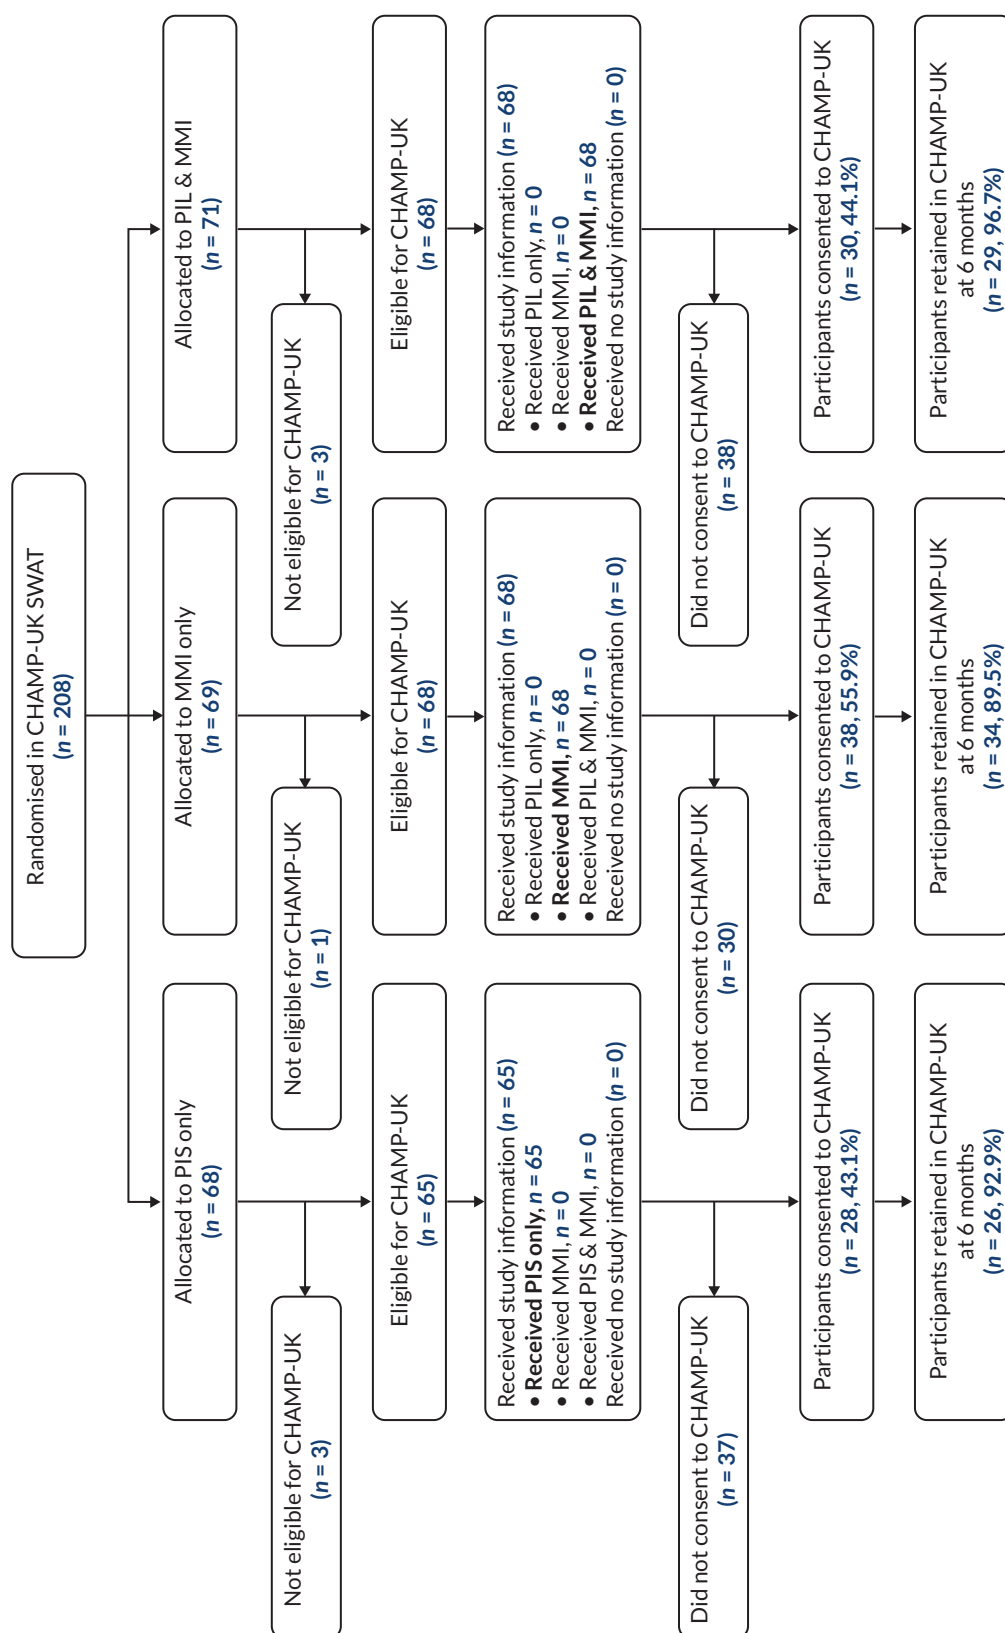 Randomised in CHAMP-UK SWAT
(n = 208)
Allocated to PIS only
(n = 68)
Allocated to MMI only
(n = 69)
Allocated to PIL & MMI
(n = 71)
Not eligible for CHAMP-UK
(n = 3)
Not eligible for CHAMP-UK
(n = 1)
Not eligible for CHAMP-UK
(n = 3)
Eligible for CHAMP-UK
(n = 65)
Eligible for CHAMP-UK
(n = 68)
Eligible for CHAMP-UK
(n = 68)
Received study information (n = 65)
• Received PIS only, n = 65
• Received MMI, n = 0
• Received PIS & MMI, n = 0
Received no study information (n = 0)
Received study information (n = 68)
• Received PIL only, n = 0
• Received MMI, n = 68
• Received PIL & MMI, n = 0
Received no study information (n = 0)
Received study information (n = 68)
• Received PIL only, n = 0
• Received MMI, n = 0
• Received PIL & MMI, n = 68
Received no study information (n = 0)
Did not consent to CHAMP-UK
(n = 37)
Did not consent to CHAMP-UK
(n = 30)
Did not consent to CHAMP-UK
(n = 38)
Participants consented to CHAMP-UK
(n = 28, 43.1%)
Participants consented to CHAMP-UK
(n = 38, 55.9%)
Participants consented to CHAMP-UK
(n = 30, 44.1%)
Participants retained in CHAMP-UK
at 6 months
(n = 26, 92.9%)
Participants retained in CHAMP-UK
at 6 months
(n = 34, 89.5%)
Participants retained in CHAMP-UK
at 6 months
(n = 29, 96.7%)